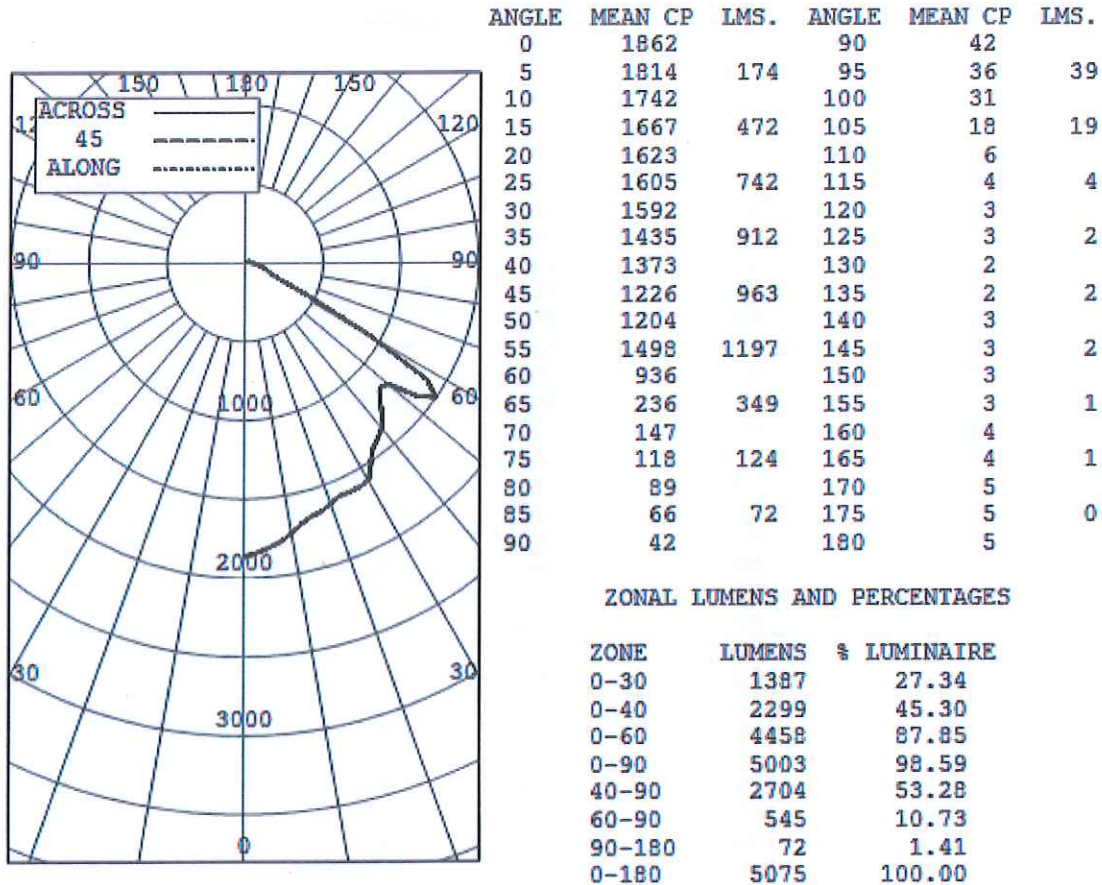 ANGLE MEAN CP LMS. ANGLE MEAN CP LMS.
0 1862 90 42
5 1814 174 95 36 39
10 1742 100 31
15 1667 472 105 18 19
20 1623 110 6
25 1605 742 115 4 4
30 1592 120 3
35 1435 912 125 3 2
40 1373 130 2
45 1226 963 135 2 2
50 1204 140 3
55 1498 1197 145 3 2
60 936 150 3
65 236 349 155 3 1
70 147 160 4
75 118 124 165 4 1
80 89 170 5
85 66 72 175 5 0
90 42 180 5
150 180 150
ACROSS
45
ALONG
120
90 90
60 60
1000
2000
30 30
3000
0
ZONAL LUMENS AND PERCENTAGES
ZONE LUMENS % LUMINAIRE
0-30 1387 27.34
0-40 2299 45.30
0-60 4458 87.85
0-90 5003 98.59
40-90 2704 53.28
60-90 545 10.73
90-180 72 1.41
0-180 5075 100.00